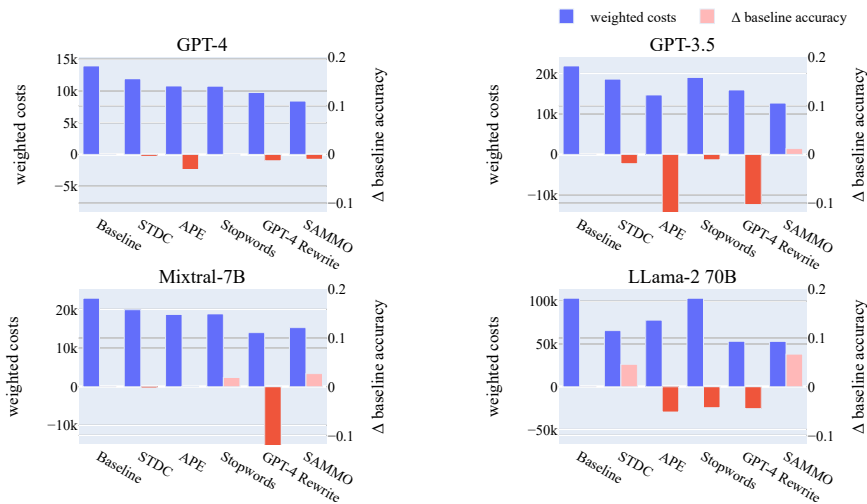 weighted costs
Δ baseline accuracy
GPT-4
15k
10k
5k
0
−5k
0.2
0.1
0
−0.1
weighted costs
Δ baseline accuracy
Baseline
STDC
APE
Stopwords
GPT-4 Rewrite
SAMMO
GPT-3.5
20k
10k
0
−10k
0.2
0.1
0
−0.1
weighted costs
Δ baseline accuracy
Baseline
STDC
APE
Stopwords
GPT-4 Rewrite
SAMMO
Mixtral-7B
20k
10k
0
−10k
0.2
0.1
0
−0.1
weighted costs
Δ baseline accuracy
Baseline
STDC
APE
Stopwords
GPT-4 Rewrite
SAMMO
LLama-2 70B
100k
50k
0
−50k
0.2
0.1
0
−0.1
weighted costs
Δ baseline accuracy
Baseline
STDC
APE
Stopwords
GPT-4 Rewrite
SAMMO